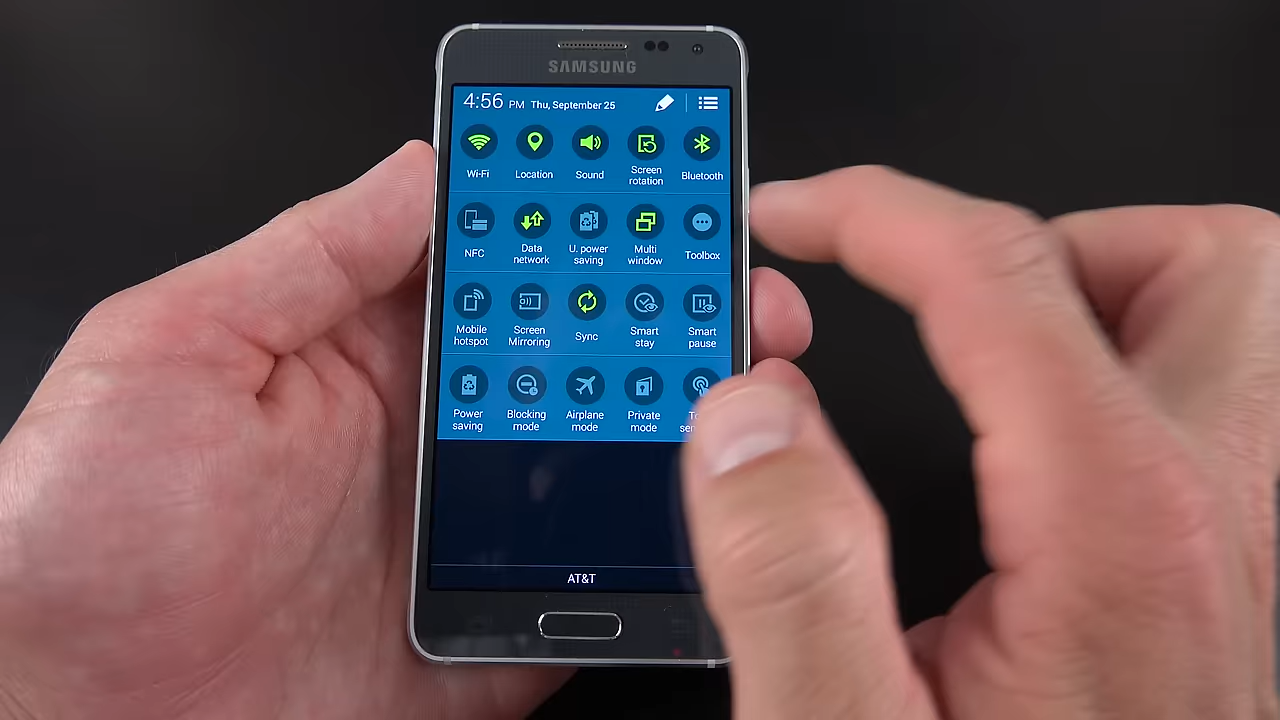 SAMSUNG
4:56 PM Thu, September 25
Wi-Fi
Location
Sound
Screen
rotation
Bluetooth
NFC
Data
network
U. power
saving
Multi
window
Toolbox
Mobile
hotspot
Screen
Mirroring
Sync
Smart
stay
Smart
pause
Power
saving
Blocking
mode
Airplane
mode
Private
mode
AT&T